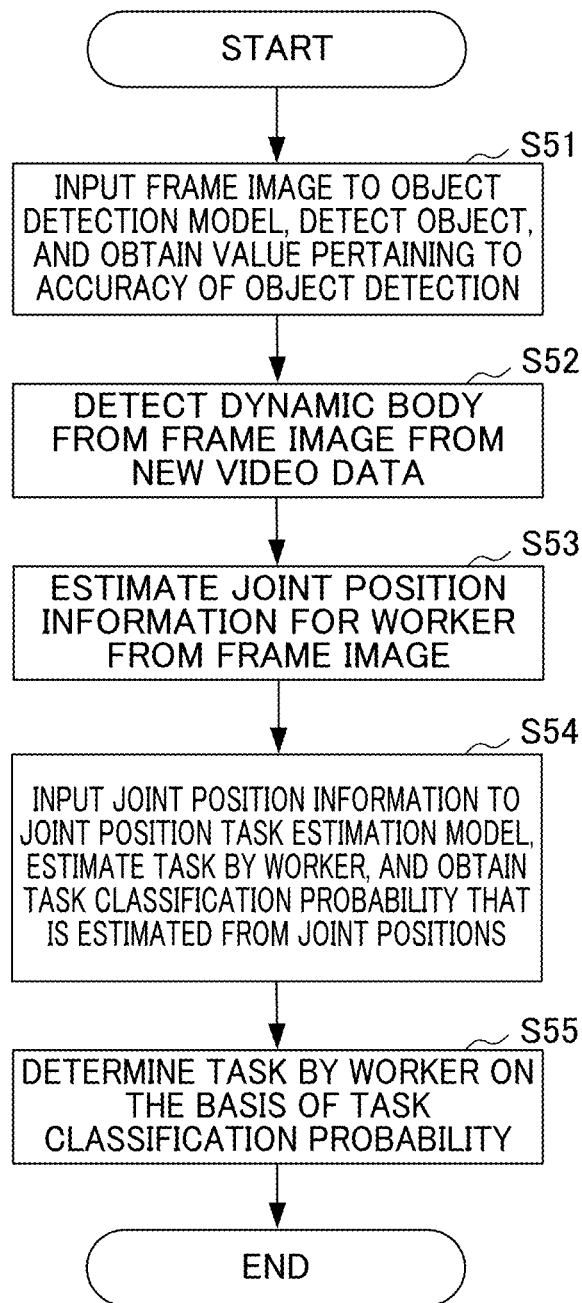 START
S51
INPUT FRAME IMAGE TO OBJECT
DETECTION MODEL, DETECT OBJECT,
AND OBTAIN VALUE PERTAINING TO
ACCURACY OF OBJECT DETECTION
S52
DETECT DYNAMIC BODY
FROM FRAME IMAGE FROM
NEW VIDEO DATA
S53
ESTIMATE JOINT POSITION
INFORMATION FOR WORKER
FROM FRAME IMAGE
S54
INPUT JOINT POSITION INFORMATION TO
JOINT POSITION TASK ESTIMATION MODEL,
ESTIMATE TASK BY WORKER, AND OBTAIN
TASK CLASSIFICATION PROBABILITY THAT
IS ESTIMATED FROM JOINT POSITIONS
S55
DETERMINE TASK BY WORKER ON
THE BASIS OF TASK
CLASSIFICATION PROBABILITY
END